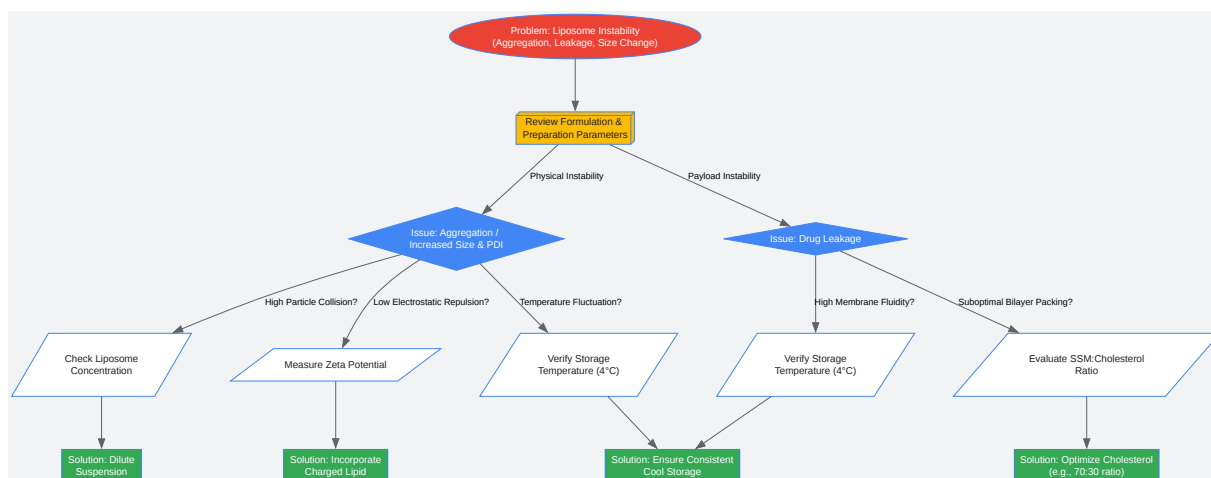 Problem: Liposome Instability
(Aggregation, Leakage, Size Change)
Review Formulation &
Preparation Parameters
Physical Instability
Payload Instability
Issue: Aggregation /
Increased Size & PDI
Issue: Drug Leakage
High Particle Collision?
Low Electrostatic Repulsion?
Temperature Fluctuation?
High Membrane Fluidity?
Suboptimal Bilayer Packing?
Check Liposome
Concentration
Measure Zeta Potential
Verify Storage
Temperature (4°C)
Verify Storage
Temperature (4°C)
Evaluate SSM:Cholesterol
Ratio
Solution: Dilute
Suspension
Solution: Incorporate
Charged Lipid
Solution: Ensure Consistent
Cool Storage
Solution: Optimize Cholesterol
(e.g., 70:30 ratio)